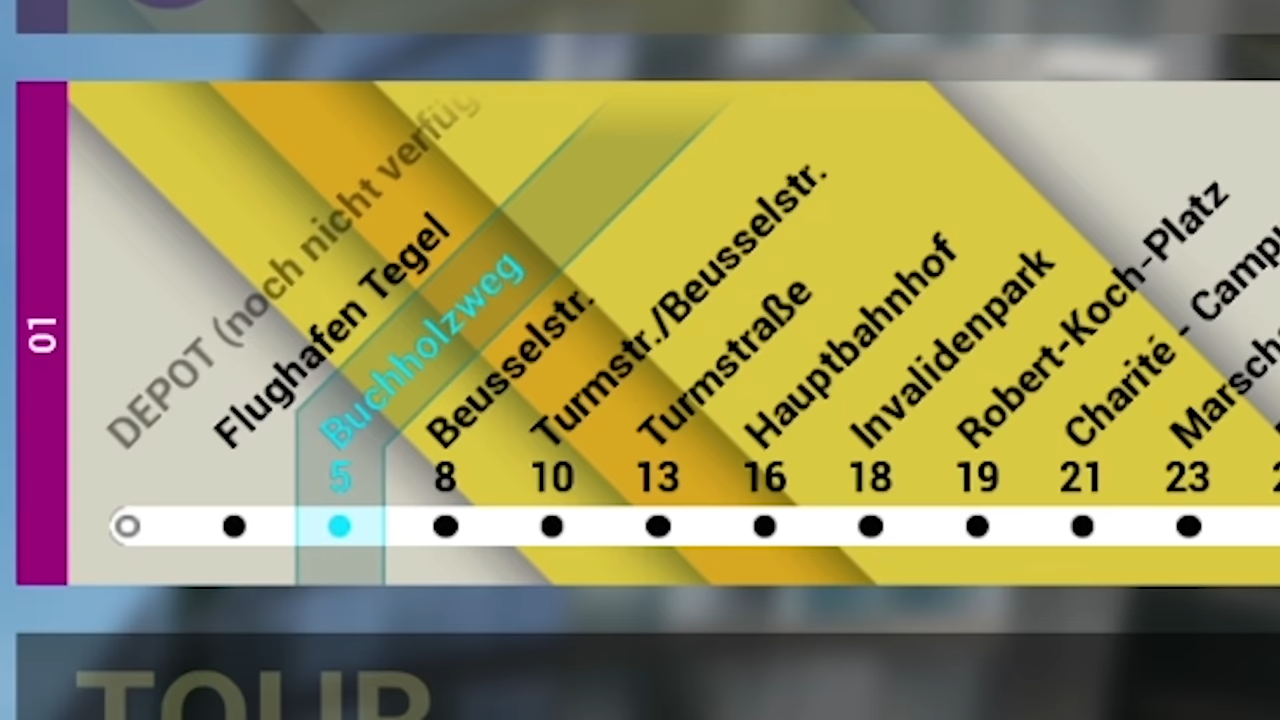 01
DEPOT (noch nicht verfüg
Flughafen Tegel
Buchholzweg
Beusselstr.
Turmstr./Beusselstr.
Turmstraße
Hauptbahnhof
Invalidenpark
Robert-Koch-Platz
Charité - Camp
Marsch
5 8 10 13 16 18 19 21 23
TOUR